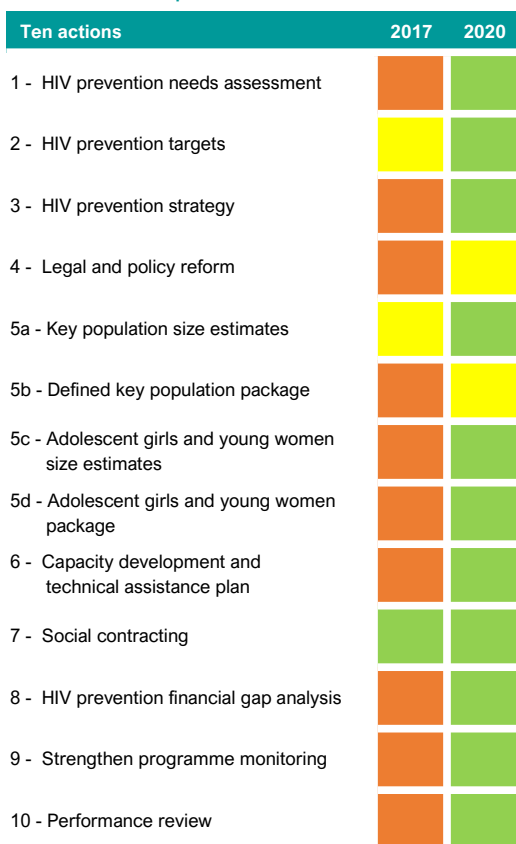 Ten actions 2017 2020
1 - HIV prevention needs assessment
2 - HIV prevention targets
3 - HIV prevention strategy
4 - Legal and policy reform
5a - Key population size estimates
5b - Defined key population package
5c - Adolescent girls and young women
size estimates
5d - Adolescent girls and young women
package
6 - Capacity development and
technical assistance plan
7 - Social contracting
8 - HIV prevention financial gap analysis
9 - Strengthen programme monitoring
10 - Performance review